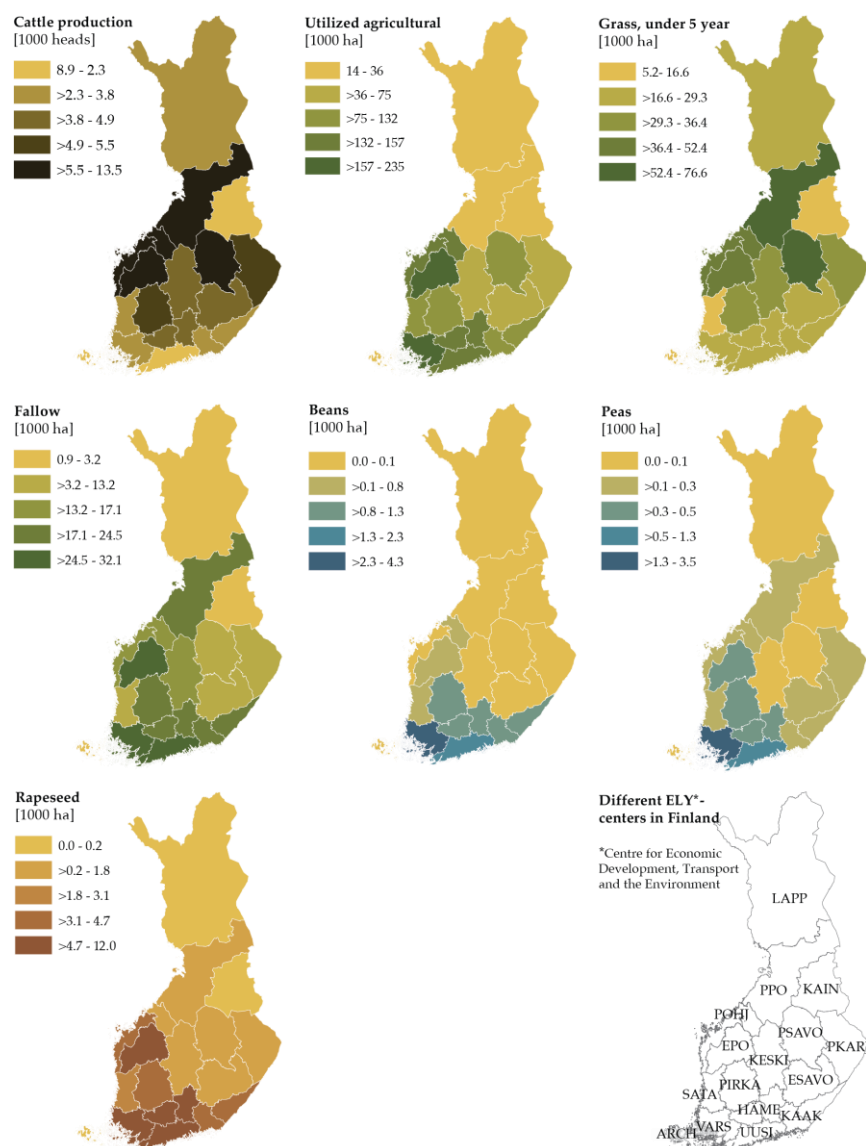 Cattle production
[1000 heads]
8.9 - 2.3
>2.3 - 3.8
>3.8 - 4.9
>4.9 - 5.5
>5.5 - 13.5
Utilized agricultural
[1000 ha]
14 - 36
>36 - 75
>75 - 132
>132 - 157
>157 - 235
Grass, under 5 year
[1000 ha]
5.2- 16.6
>16.6 - 29.3
>29.3 - 36.4
>36.4 - 52.4
>52.4 - 76.6
Fallow
[1000 ha]
0.9 - 3.2
>3.2 - 13.2
>13.2 - 17.1
>17.1 - 24.5
>24.5 - 32.1
Beans
[1000 ha]
0.0 - 0.1
>0.1 - 0.8
>0.8 - 1.3
>1.3 - 2.3
>2.3 - 4.3
Peas
[1000 ha]
0.0 - 0.1
>0.1 - 0.3
>0.3 - 0.5
>0.5 - 1.3
>1.3 - 3.5
Rapeseed
[1000 ha]
0.0 - 0.2
>0.2 - 1.8
>1.8 - 3.1
>3.1 - 4.7
>4.7 - 12.0
Different ELY*-
centers in Finland
*Centre for Economic
Development, Transport
and the Environment
LAPP
PPO
KAIN
POHJ
PSAVO
EPO
PKAR
KESKI
PIRKA
ESAVO
SATA
HÄME
KAAK
ARCH
VARS
UUSI